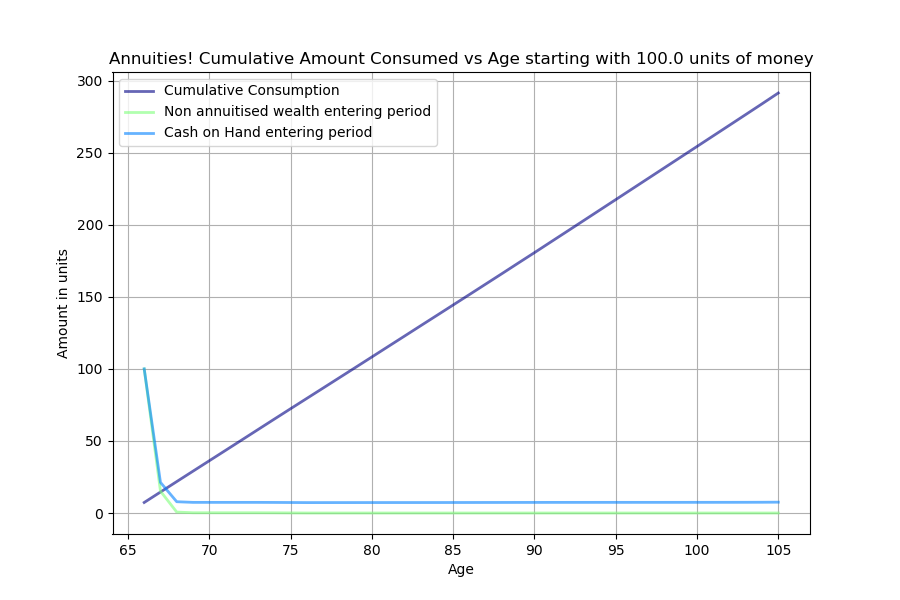 Annuities! Cumulative Amount Consumed vs Age starting with 100.0 units of money
Cumulative Consumption
Non annuitised wealth entering period
Cash on Hand entering period
300
250
200
150
100
50
0
Amount in units
65 70 75 80 85 90 95 100 105
Age